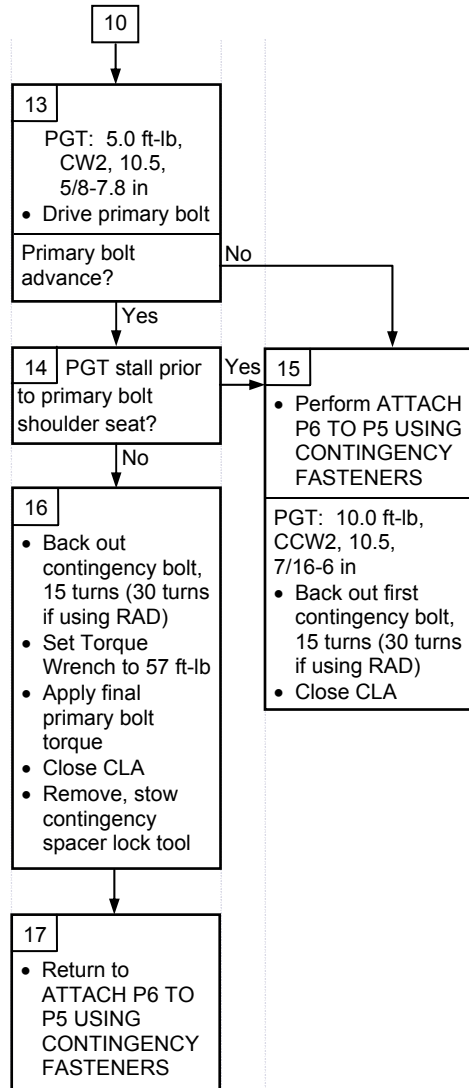 10
13
PGT: 5.0 ft-lb,
CW2, 10.5,
5/8-7.8 in
• Drive primary bolt
Primary bolt
advance?
No
Yes
14 PGT stall prior
to primary bolt
shoulder seat?
Yes
No
15
• Perform ATTACH
P6 TO P5 USING
CONTINGENCY
FASTENERS
PGT: 10.0 ft-lb,
CCW2, 10.5,
7/16-6 in
• Back out first
contingency bolt,
15 turns (30 turns
if using RAD)
• Close CLA
16
• Back out
contingency bolt,
15 turns (30 turns
if using RAD)
• Set Torque
Wrench to 57 ft-lb
• Apply final
primary bolt
torque
• Close CLA
• Remove, stow
contingency
spacer lock tool
17
• Return to
ATTACH P6 TO
P5 USING
CONTINGENCY
FASTENERS